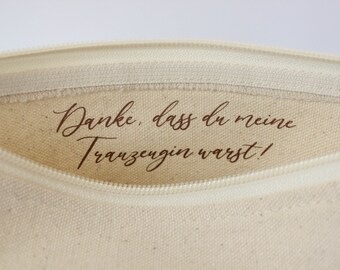 Danke, dass du meine
Trauzeugin warst!